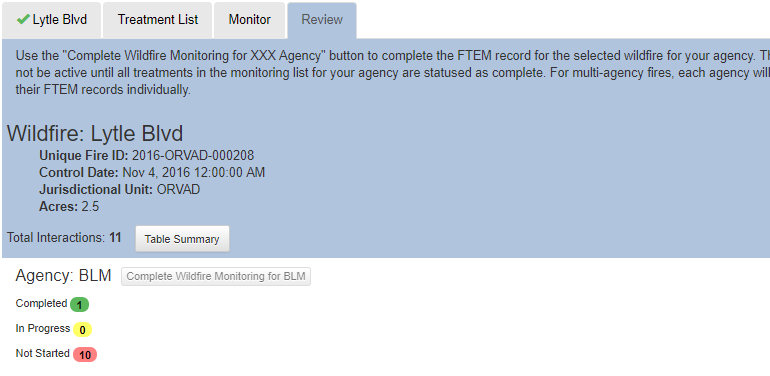 Lytle Blvd Treatment List Monitor Review
Use the "Complete Wildfire Monitoring for XXX Agency" button to complete the FTEM record for the selected wildfire for your agency.
not be active until all treatments in the monitoring list for your agency are statused as complete. For multi-agency fires, each agency will
their FTEM records individually.
Wildfire: Lytle Blvd
Unique Fire ID: 2016-ORVAD-000208
Control Date: Nov 4, 2016 12:00:00 AM
Jurisdictional Unit: ORVAD
Acres: 2.5
Total Interactions: 11 Table Summary
Agency: BLM Complete Wildfire Monitoring for BLM
Completed 1
In Progress 0
Not Started 10